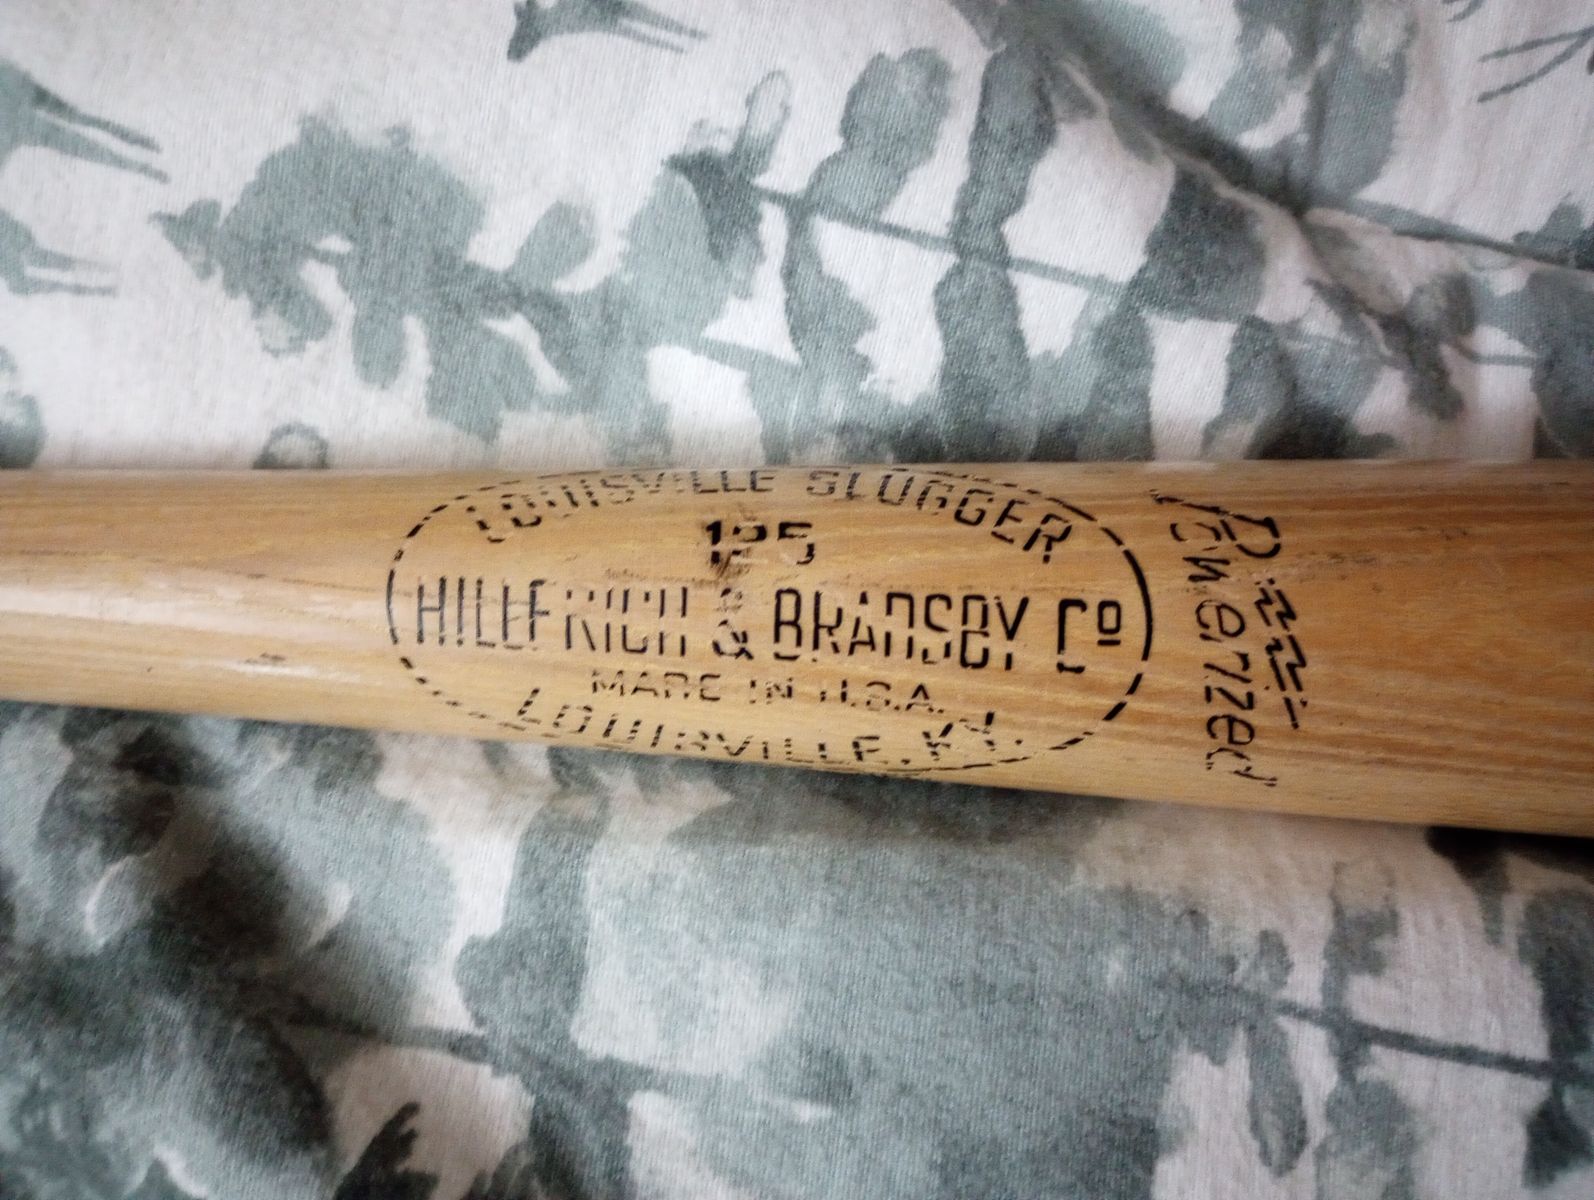 LOUISVILLE SLUGGER
125
HILLERICH & BRADSBY Co
MADE IN U.S.A.
LOUISVILLE, KY.
Powerized